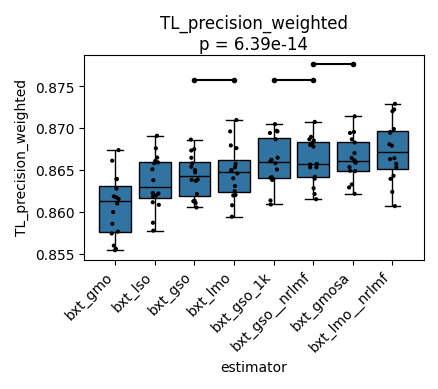 TL_precision_weighted
p = 6.39e-14
TL_precision_weighted
0.875
0.870
0.865
0.860
0.855
bxt_gmo
bxt_lso
bxt_gso
bxt_lmo
bxt_gso_1k
bxt_gso__nrlmf
bxt_gmosa
bxt_lmo__nrlmf
estimator